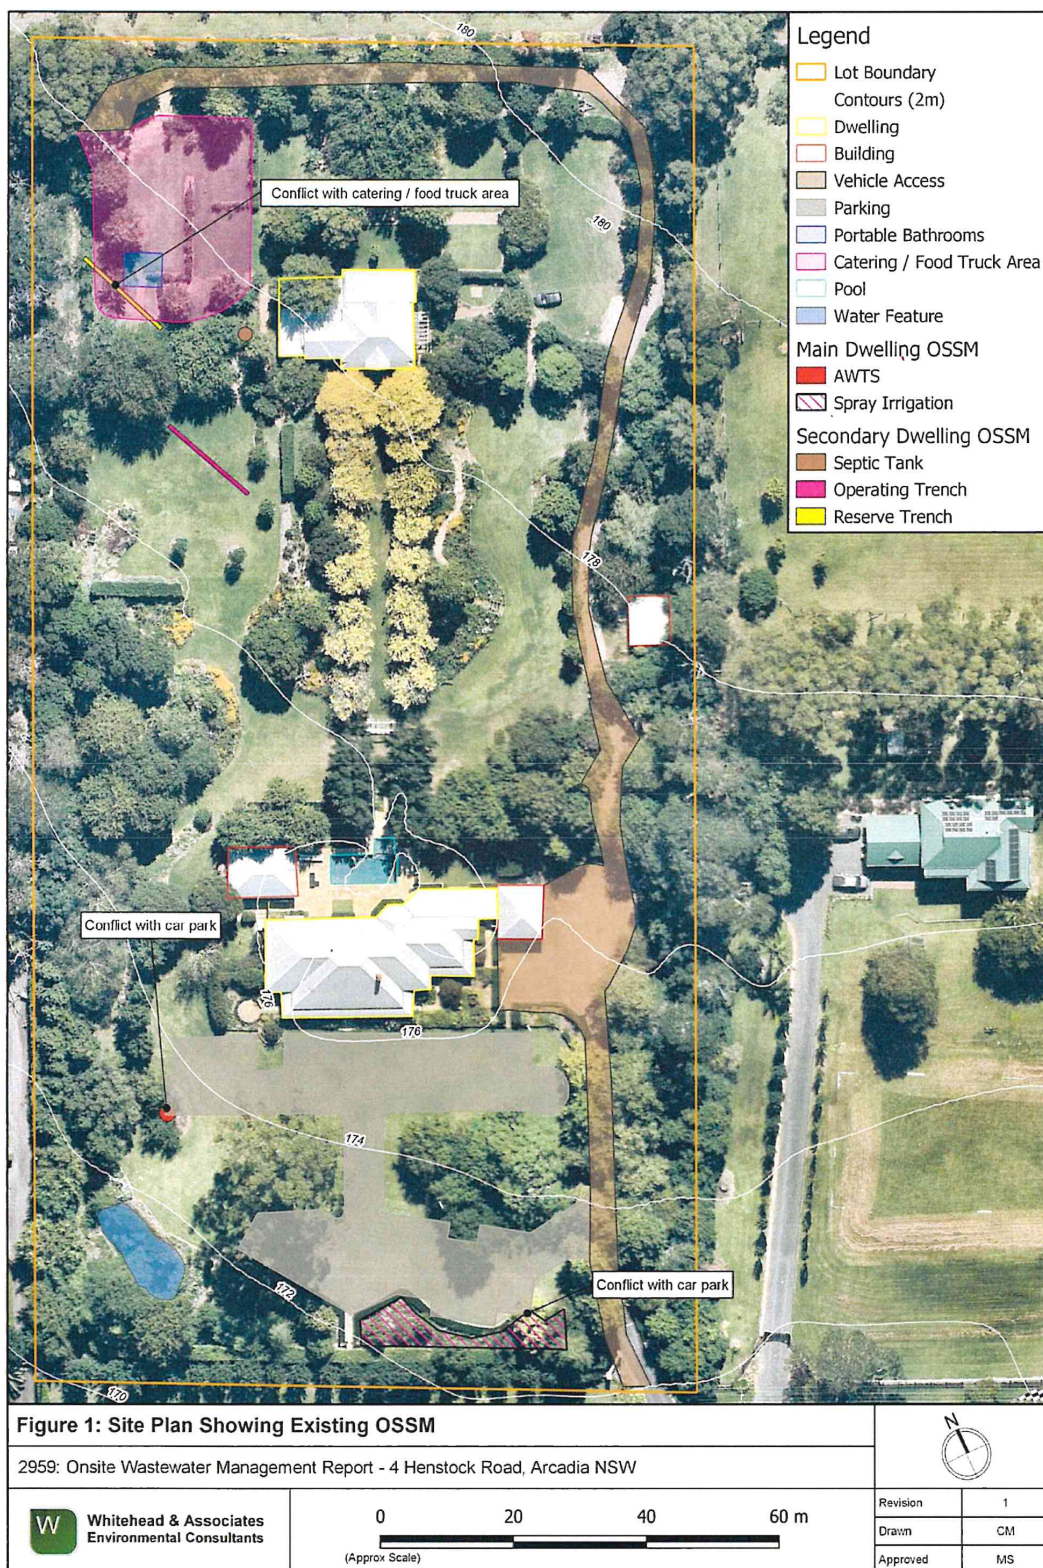 180
Legend
Lot Boundary
Contours (2m)
Dwelling
Building
Vehicle Access
Parking
Portable Bathrooms
Catering / Food Truck Area
Pool
Water Feature
Main Dwelling OSSM
AWTS
Spray Irrigation
Secondary Dwelling OSSM
Septic Tank
Operating Trench
Reserve Trench
Conflict with catering / food truck area
180
178
Conflict with car park
176
176
174
Conflict with car park
172
170
Figure 1: Site Plan Showing Existing OSSM
2959: Onsite Wastewater Management Report - 4 Henstock Road, Arcadia NSW
N
W
Whitehead & Associates
Environmental Consultants
0 20 40 60 m
(Approx Scale)
Revision 1
Drawn CM
Approved MS